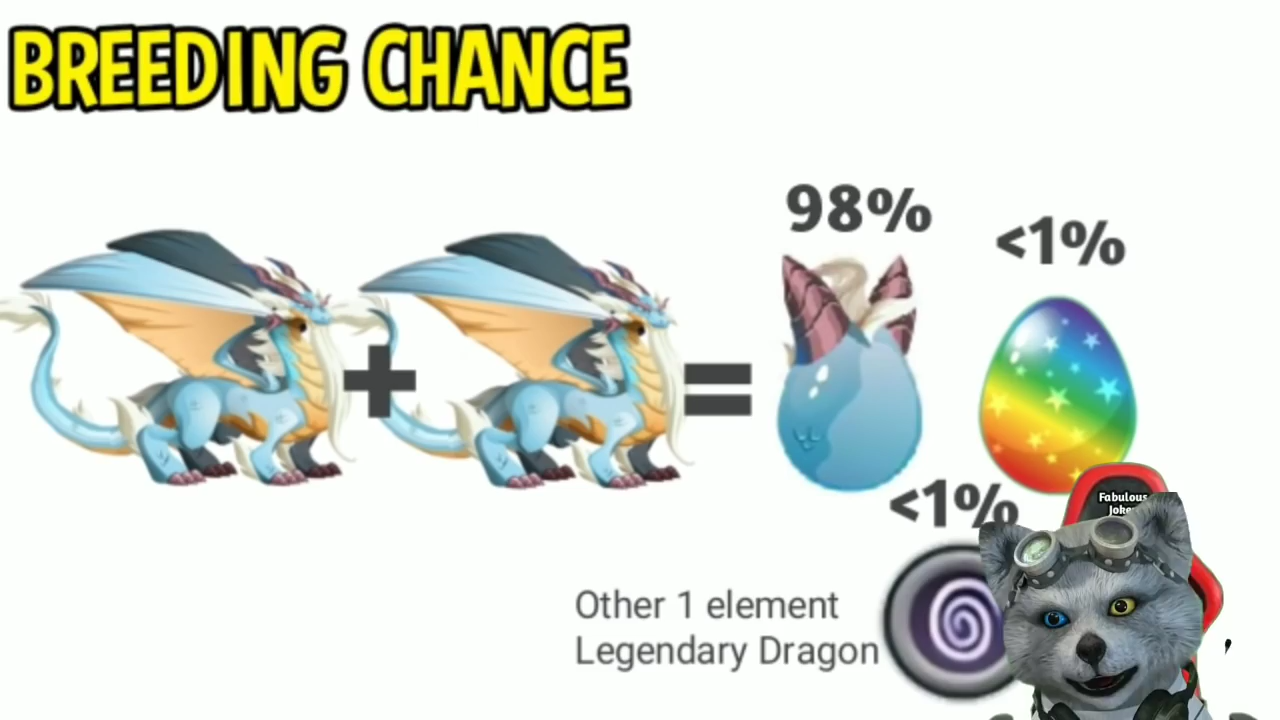 BREEDING CHANCE
98%
<1%
+
=
<1%
Fabulous
Other 1 element
Legendary Dragon